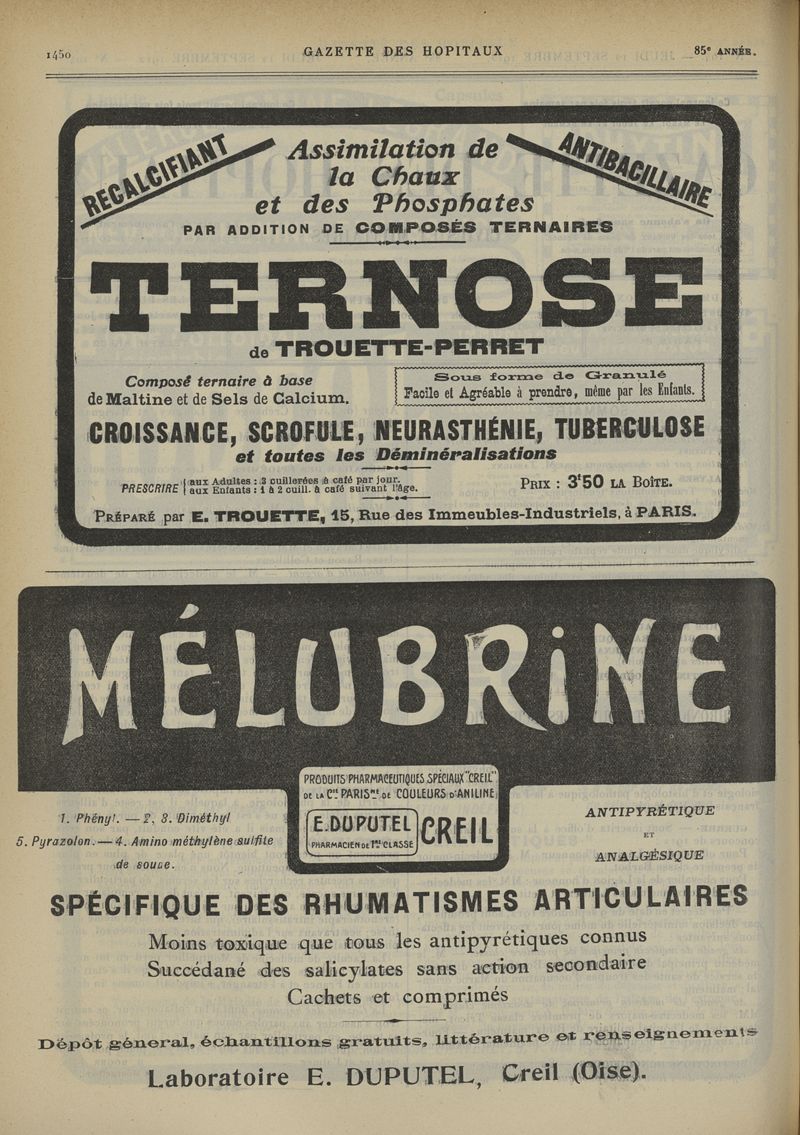 1450
GAZETTE DES HOPITAUX
85e ANNÉE.
RECALCIFIANT
ANTIBACILLAIRE
Assimilation de
la Chaux
et des Phosphates
PAR ADDITION DE COMPOSÉS TERNAIRES
TERNOSE
de TROUETTE-PERRET
Composé ternaire à base
de Maltine et de Sels de Calcium.
Sous forme de Granulé
Facile et Agréable à prendre, même par les Enfants.
CROISSANCE, SCROFULE, NEURASTHÉNIE, TUBERCULOSE
et toutes les Déminéralisations
PRESCRIRE { aux Adultes : 3 cuillerées à café par jour.
aux Enfants : 1 à 2 cuill. à café suivant l'âge.
PRIX : 3f50 LA BOÎTE.
PRÉPARÉ par E. TROUETTE, 15, Rue des Immeubles-Industriels, à PARIS.
MÉLUBRiNE
PRODUITS PHARMACEUTIQUES SPÉCIAUX "CREIL"
DE LA Cie PARISne DE COULEURS D'ANILINE
E. DUPUTEL
PHARMACIEN DE 1ère CLASSE
CREIL
1. Phényl. — 2. 3. Diméthyl
5. Pyrazolon. — 4. Amino méthylène sulfite
de soude.
ANTIPYRÉTIQUE
ET
ANALGÉSIQUE
SPÉCIFIQUE DES RHUMATISMES ARTICULAIRES
Moins toxique que tous les antipyrétiques connus
Succédané des salicylates sans action secondaire
Cachets et comprimés
Dépôt général, échantillons gratuits, littérature et renseignements
Laboratoire E. DUPUTEL, Creil (Oise).